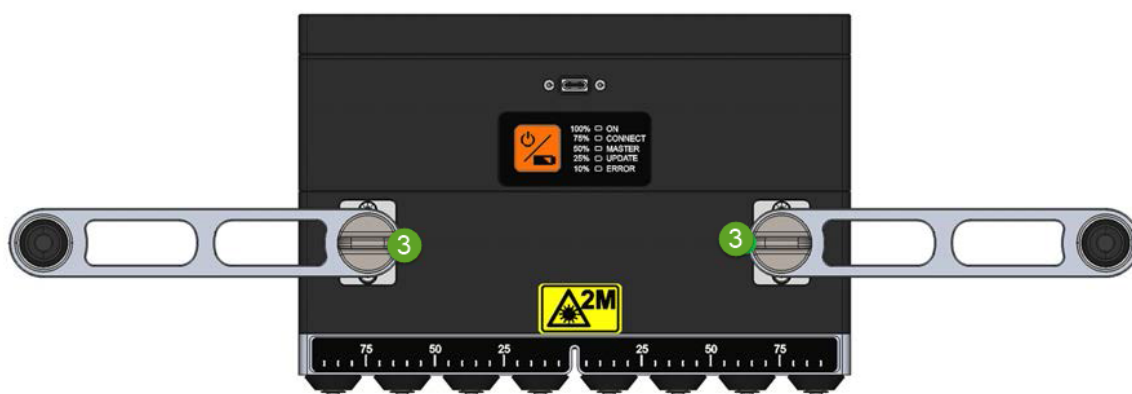 100% ON
75% CONNECT
50% MASTER
25% UPDATE
10% ERROR
3
3
2M
75 50 25 25 50 75